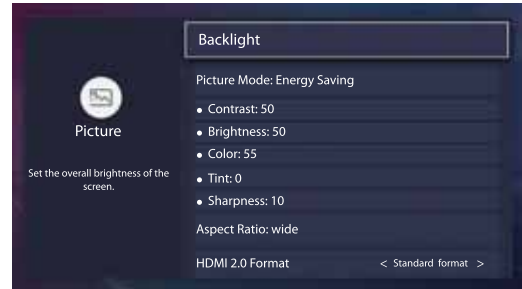 Picture
Set the overall brightness of the
screen.
Backlight
Picture Mode: Energy Saving
• Contrast: 50
• Brightness: 50
• Color: 55
• Tint: 0
• Sharpness: 10
Aspect Ratio: wide
HDMI 2.0 Format < Standard format >